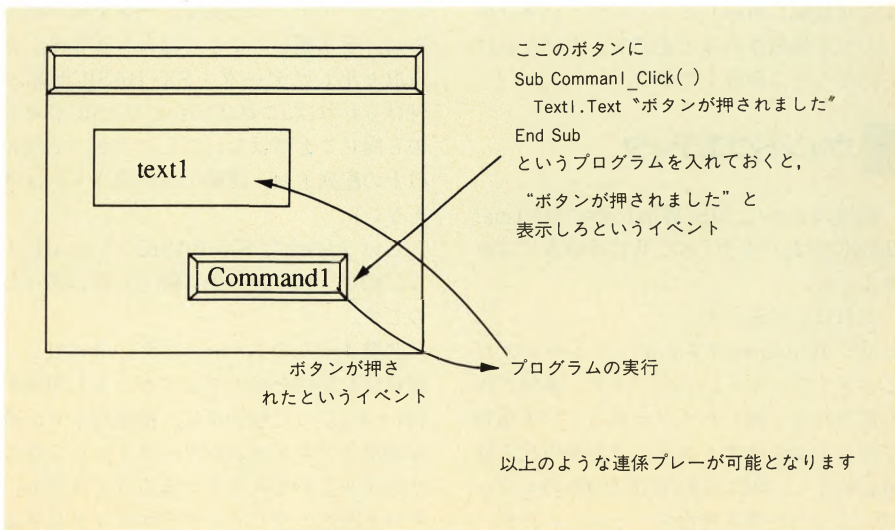 ここのボタンに
Sub Comman1_Click( )
Text1.Text〝ボタンが押されました〞
End Sub
というプログラムを入れておくと，
“ボタンが押されました”と
表示しろというイベント
text1
Command1
ボタンが押さ
れたというイベント
プログラムの実行
以上のような連係プレーが可能となります